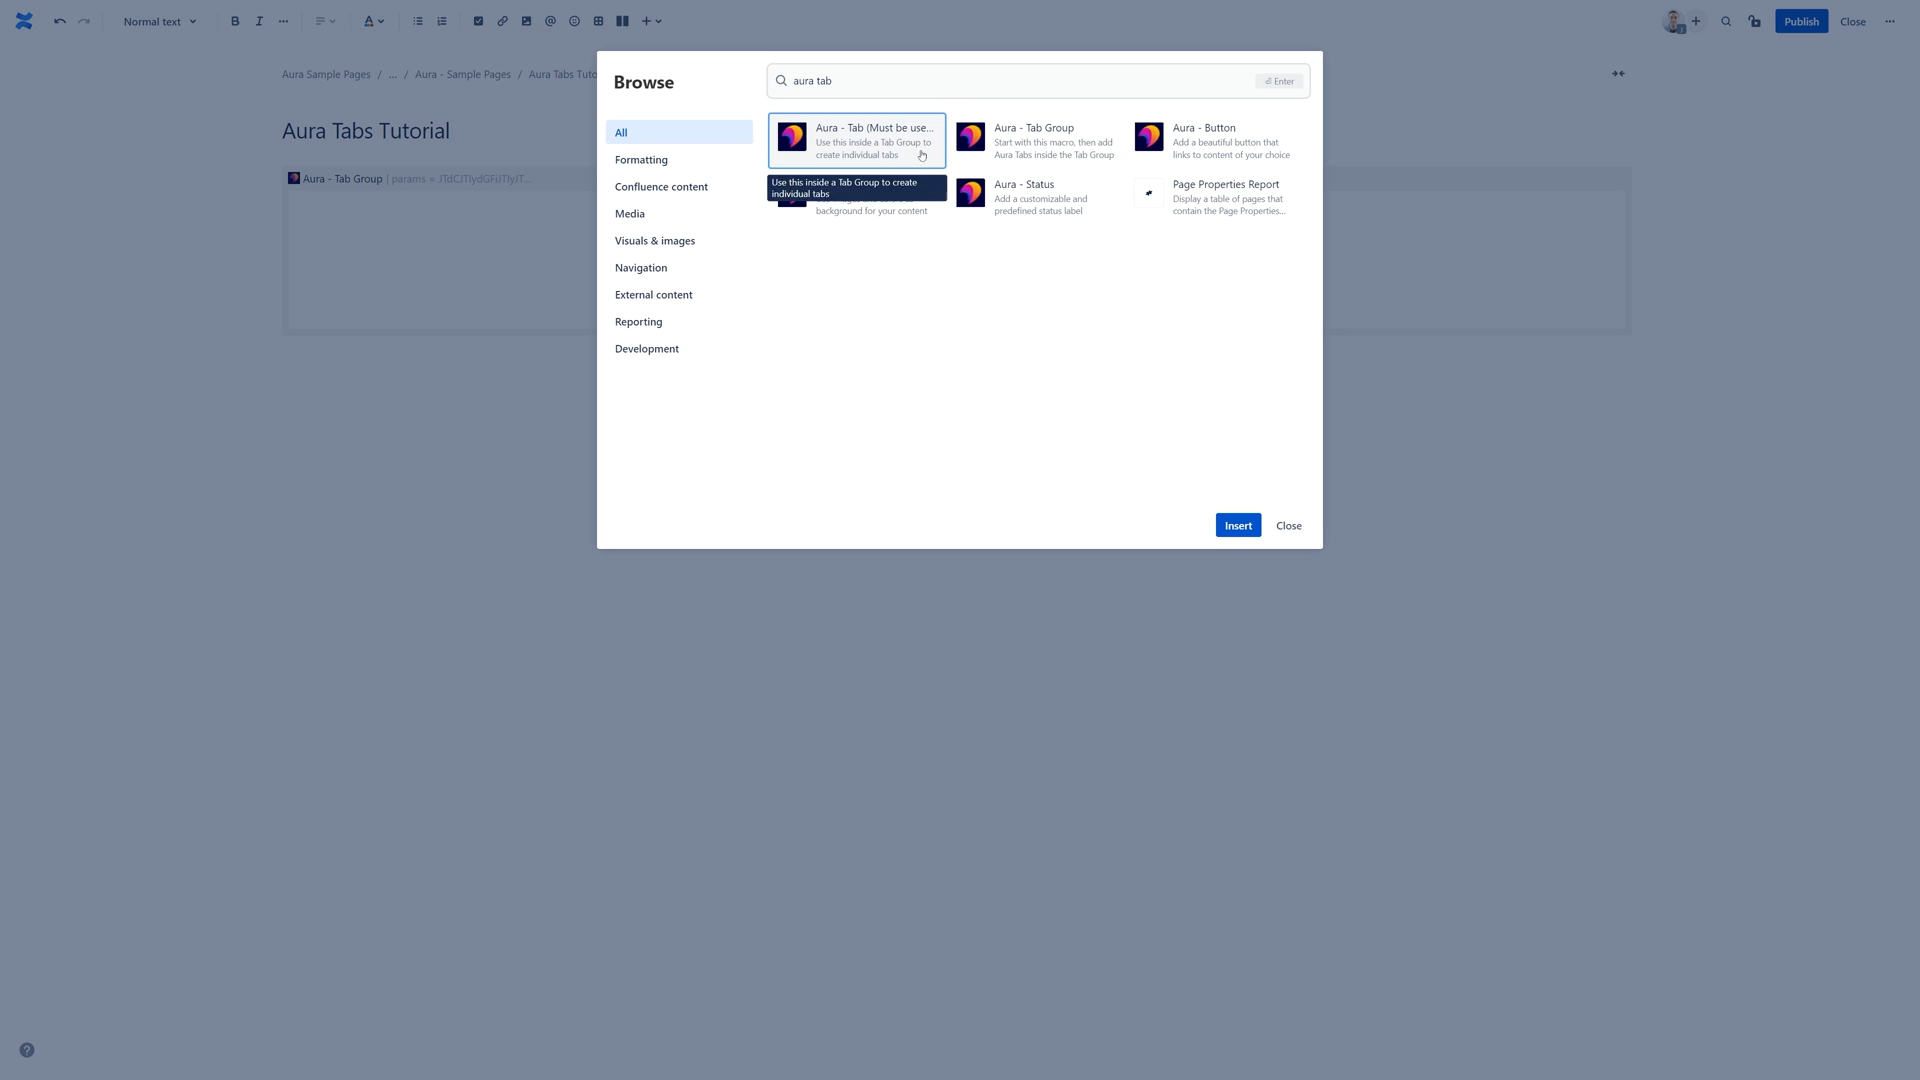 Normal text
Publish
Close
Aura Sample Pages / ... / Aura - Sample Pages / Aura Tabs Tuto
Aura Tabs Tutorial
Aura - Tab Group | params =
Browse
aura tab
Enter
All
Formatting
Confluence content
Media
Visuals & images
Navigation
External content
Reporting
Development
Aura - Tab (Must be use...
Use this inside a Tab Group to
create individual tabs
Aura - Tab Group
Start with this macro, then add
Aura Tabs inside the Tab Group
Aura - Button
Add a beautiful button that
links to content of your choice
Use this inside a Tab Group to create
individual tabs
background for your content
Aura - Status
Add a customizable and
predefined status label
Page Properties Report
Display a table of pages that
contain the Page Properties...
Insert
Close